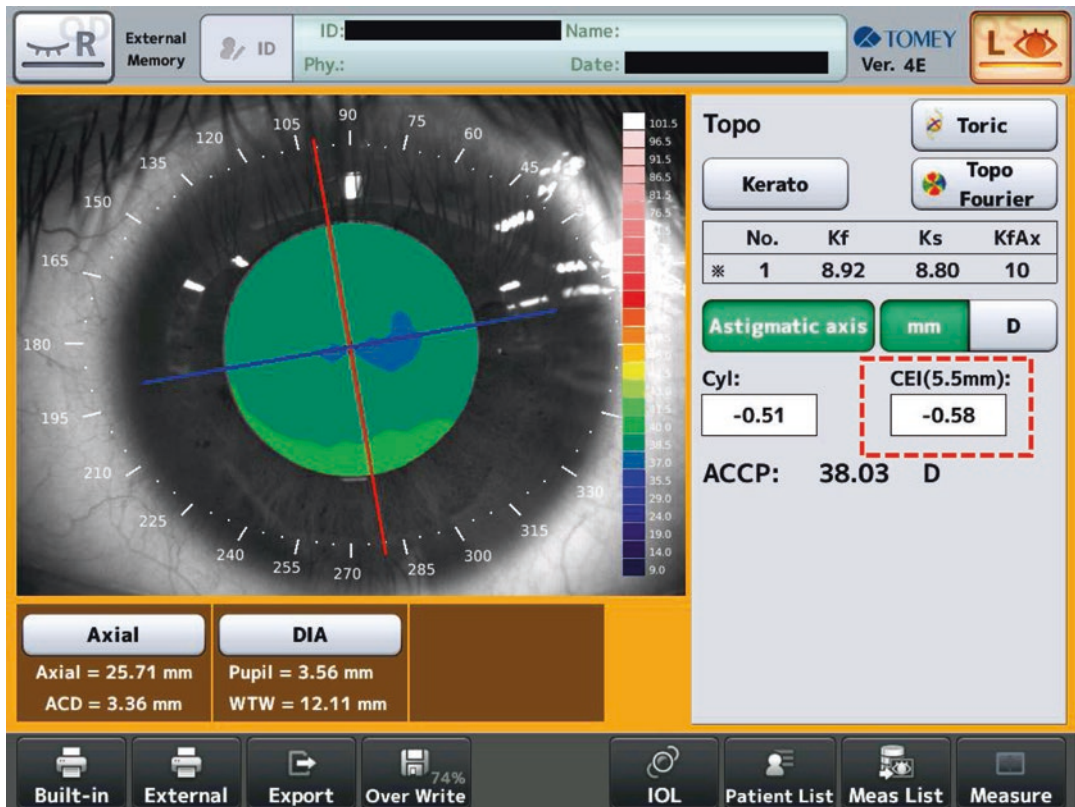 R
External
Memory
ID
ID:
Name:
Phy.:
Date:
TOMEY
Ver. 4E
L
90
105
75
120
60
135
45
150
165
180
195
210
225
240
255
270
285
300
315
330
101.5
96.5
91.5
86.5
81.5
76.5
40.0
38.5
37.0
35.5
29.0
24.0
19.0
14.0
9.0
Topo
Toric
Kerato
Topo
Fourier
No. Kf Ks KfAx
※ 1 8.92 8.80 10
Astigmatic axis
mm
D
Cyl:
CEI(5.5mm):
-0.51
-0.58
ACCP: 38.03 D
Axial
DIA
Axial = 25.71 mm
Pupil = 3.56 mm
ACD = 3.36 mm
WTW = 12.11 mm
74%
Built-in
External
Export
Over Write
IOL
Patient List
Meas List
Measure